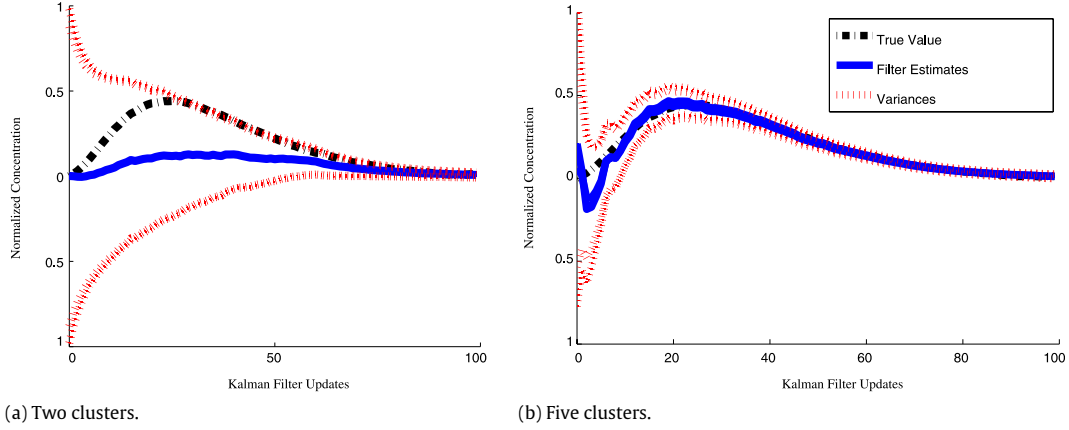 1
0.5
0
0.5
1
0
50
100
Normalized Concentration
Kalman Filter Updates
(a) Two clusters.
1
0.5
0
0.5
1
0
20
40
60
80
100
Normalized Concentration
Kalman Filter Updates
True Value
Filter Estimates
Variances
(b) Five clusters.